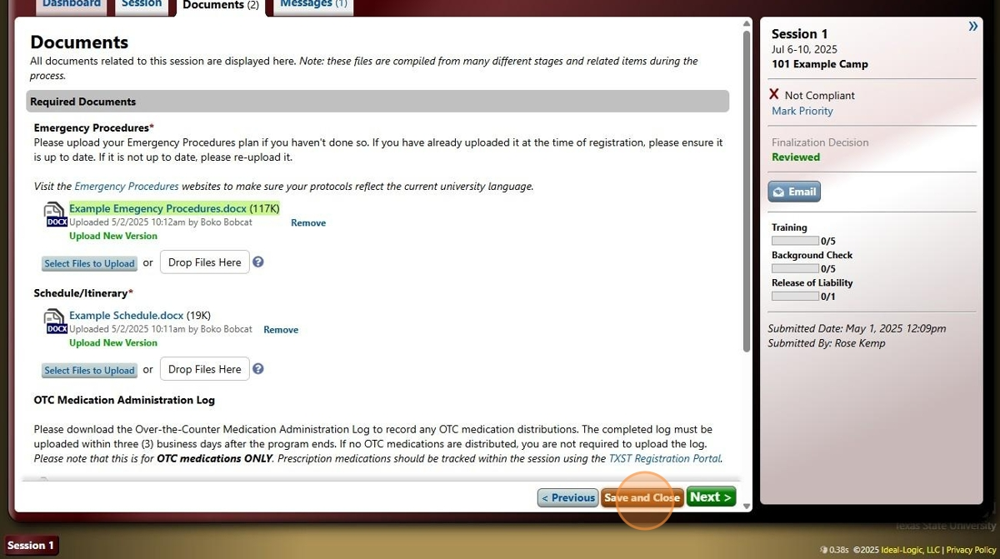 Dashboard
Session
Documents (2)
Messages (1)
Documents
All documents related to this session are displayed here. Note: these files are compiled from many different stages and related items during the
process.
Required Documents
Emergency Procedures*
Please upload your Emergency Procedures plan if you haven't done so. If you have already uploaded it at the time of registration, please ensure it
is up to date. If it is not up to date, please re-upload it.
Visit the Emergency Procedures websites to make sure your protocols reflect the current university language.
DOCX
Example Emegency Procedures.docx (117K)
Uploaded 5/2/2025 10:12am by Boko Bobcat
Remove
Upload New Version
Select Files to Upload or Drop Files Here ?
Schedule/Itinerary*
DOCX
Example Schedule.docx (19K)
Uploaded 5/2/2025 10:11am by Boko Bobcat
Remove
Upload New Version
Select Files to Upload or Drop Files Here ?
OTC Medication Administration Log
Please download the Over-the-Counter Medication Administration Log to record any OTC medication distributions. The completed log must be
uploaded within three (3) business days after the program ends. If no OTC medications are distributed, you are not required to upload the log.
Please note that this is for OTC medications ONLY. Prescription medications should be tracked within the session using the TXST Registration Portal.
< Previous
Save and Close
Next >
»
Session 1
Jul 6-10, 2025
101 Example Camp
X Not Compliant
Mark Priority
Finalization Decision
Reviewed
Email
Training
0/5
Background Check
0/5
Release of Liability
0/1
Submitted Date: May 1, 2025 12:09pm
Submitted By: Rose Kemp
Texas State University
Session 1
0.38s ©2025 Ideal-Logic, LLC | Privacy Policy